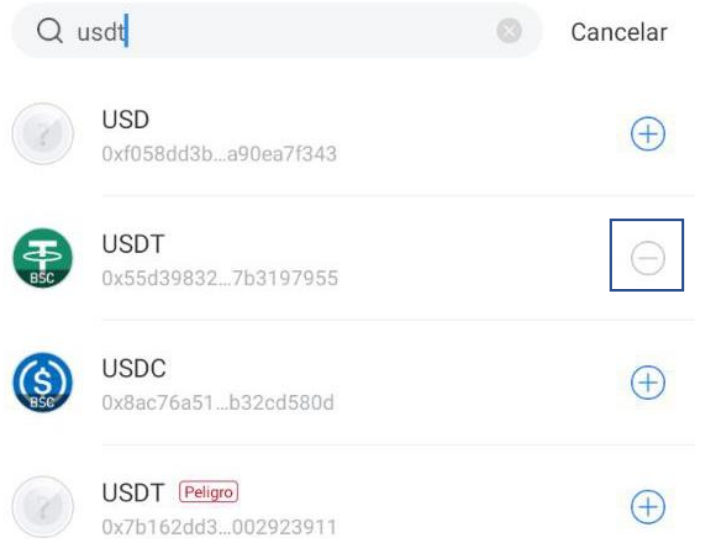 usdt Cancelar
USD
0xf058dd3b...a90ea7f343
USDT
0x55d39832...7b3197955
BSC
USDC
0x8ac76a51...b32cd580d
BSC
USDT Peligro
0x7b162dd3...002923911